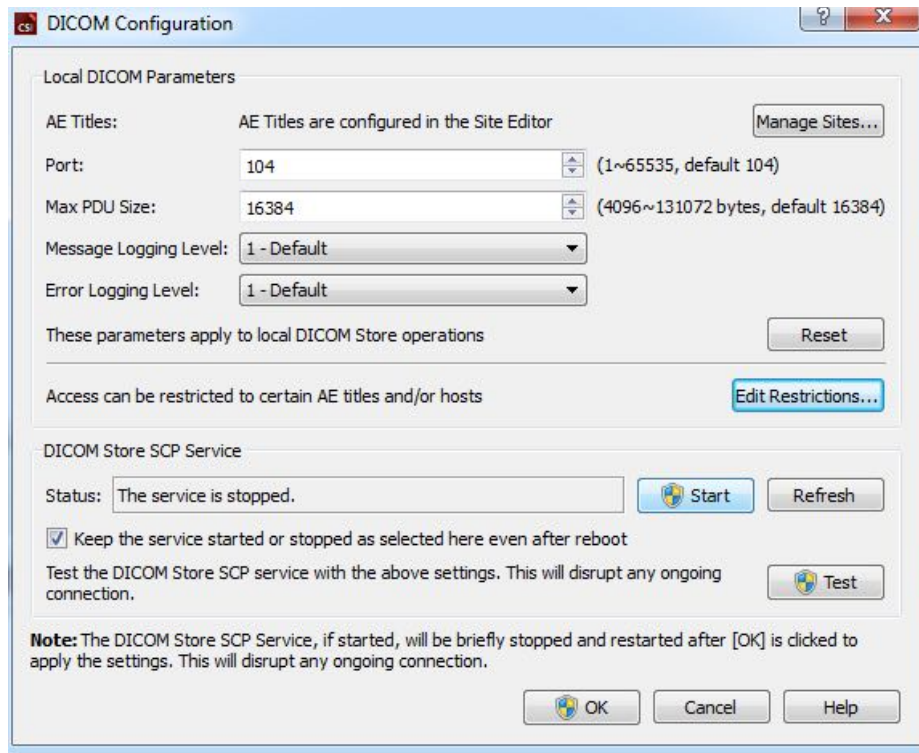 CSI DICOM Configuration
Local DICOM Parameters
AE Titles: AE Titles are configured in the Site Editor Manage Sites...
Port: 104 (1~65535, default 104)
Max PDU Size: 16384 (4096~131072 bytes, default 16384)
Message Logging Level: 1 - Default
Error Logging Level: 1 - Default
These parameters apply to local DICOM Store operations Reset
Access can be restricted to certain AE titles and/or hosts Edit Restrictions...
DICOM Store SCP Service
Status: The service is stopped. Start Refresh
Keep the service started or stopped as selected here even after reboot
Test the DICOM Store SCP service with the above settings. This will disrupt any ongoing
connection. Test
Note: The DICOM Store SCP Service, if started, will be briefly stopped and restarted after [OK] is clicked to
apply the settings. This will disrupt any ongoing connection.
OK Cancel Help